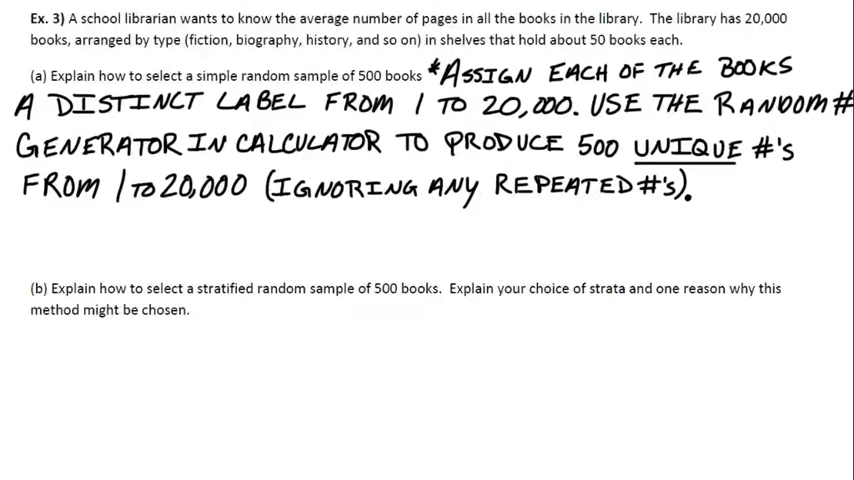 Ex. 3) A school librarian wants to know the average number of pages in all the books in the library. The library has 20,000
books, arranged by type (fiction, biography, history, and so on) in shelves that hold about 50 books each.
(a) Explain how to select a simple random sample of 500 books *ASSIGN EACH OF THE BOOKS
A DISTINCT LABEL FROM 1 TO 20,000. USE THE RANDOM #
GENERATOR IN CALCULATOR TO PRODUCE 500 UNIQUE #'s
FROM 1 TO 20,000 (IGNORING ANY REPEATED #'s).
(b) Explain how to select a stratified random sample of 500 books. Explain your choice of strata and one reason why this
method might be chosen.